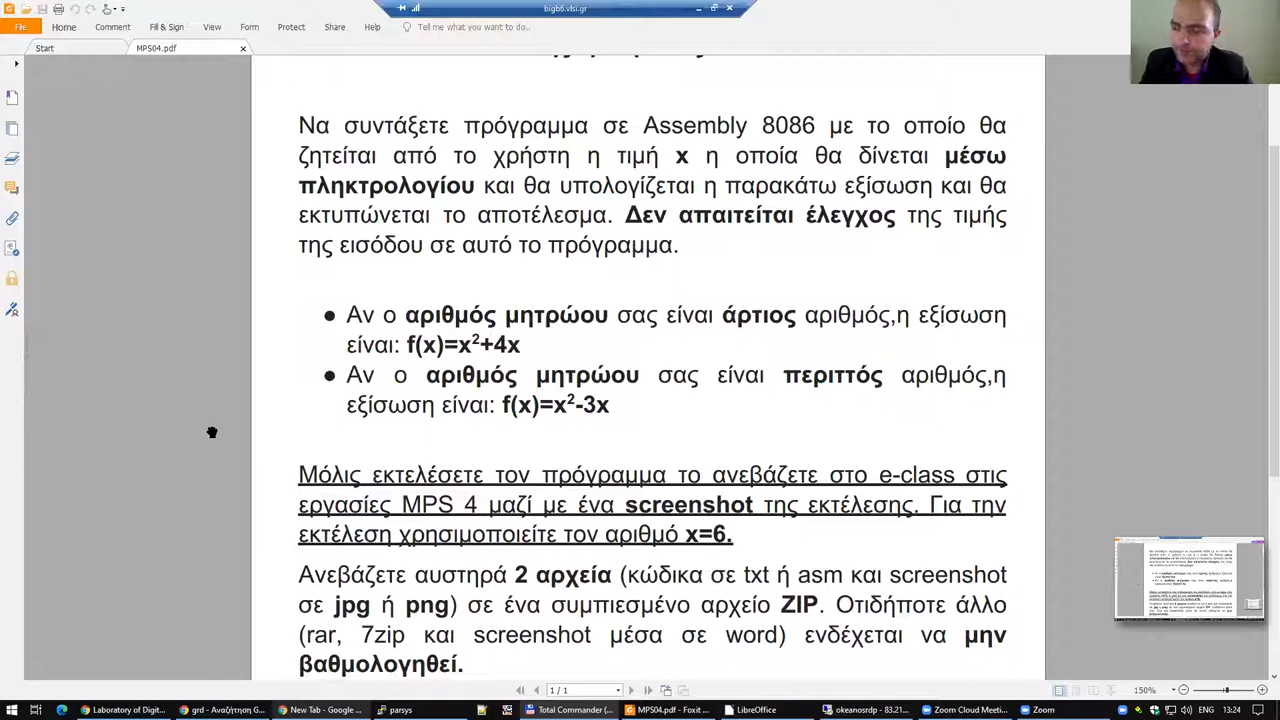 bigb6.vlsi.gr
File Home Comment Fill & Sign View Form Protect Share Help Tell me what you want to do..
Start MPS04.pdf
Να συντάξετε πρόγραμμα σε Assembly 8086 με το οποίο θα
ζητείται από το χρήστη η τιμή x η οποία θα δίνεται μέσω
πληκτρολογίου και θα υπολογίζεται η παρακάτω εξίσωση και θα
εκτυπώνεται το αποτέλεσμα. Δεν απαιτείται έλεγχος της τιμής
της εισόδου σε αυτό το πρόγραμμα.
● Αν ο αριθμός μητρώου σας είναι άρτιος αριθμός,η εξίσωση
είναι: f(x)=x²+4x
● Αν ο αριθμός μητρώου σας είναι περιττός αριθμός,η
εξίσωση είναι: f(x)=x²-3x
Μόλις εκτελέσετε τον πρόγραμμα το ανεβάζετε στο e-class στις
εργασίες MPS 4 μαζί με ένα screenshot της εκτέλεσης. Για την
εκτέλεση χρησιμοποιείτε τον αριθμό x=6.
Ανεβάζετε αυστηρά 2 αρχεία (κώδικα σε txt ή asm και screenshot
σε jpg ή png) σε ένα συμπιεσμένο αρχείο ZIP. Οτιδήποτε άλλο
(rar, 7zip και screenshot μέσα σε word) ενδέχεται να μην
βαθμολογηθεί.
1 / 1 150%
Laboratory of Digit... grd - Αναζήτηση G... New Tab - Google ... parsys Total Commander (... MPS04.pdf - Foxit ... LibreOffice okeanosrdp - 83.21... Zoom Cloud Meeti... Zoom ENG 13:24